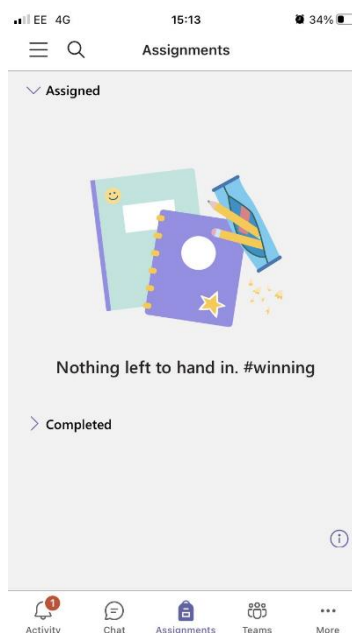 EE 4G 15:13 34%
Assignments
Assigned
Nothing left to hand in. #winning
Completed
1
Activity Chat Assignments Teams More